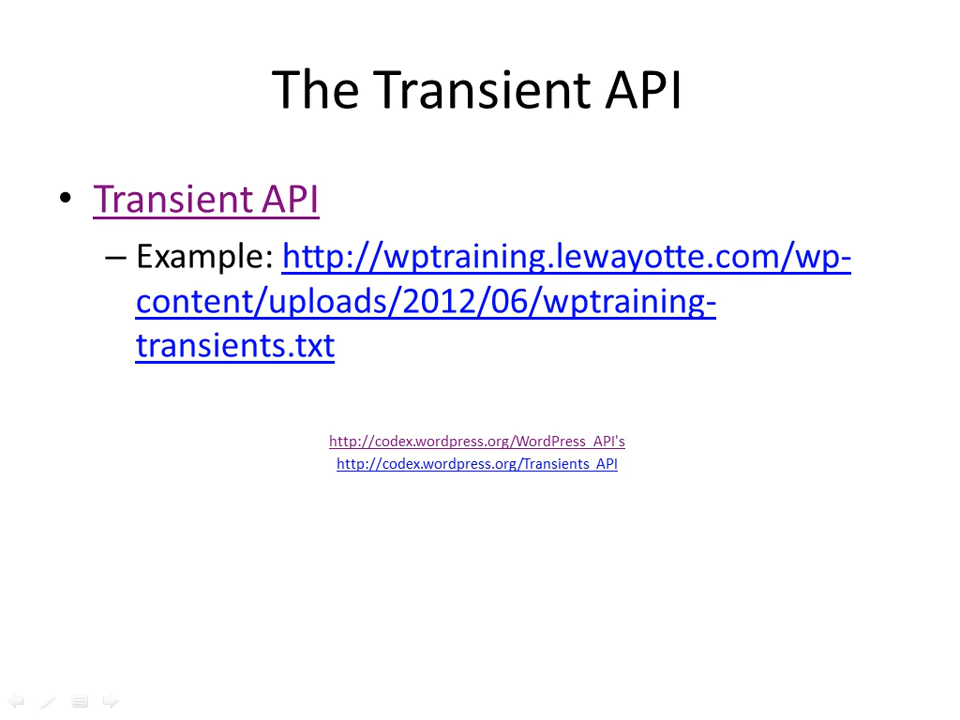 The Transient API
• Transient API
– Example: http://wptraining.lewayotte.com/wp-
content/uploads/2012/06/wptraining-
transients.txt
http://codex.wordpress.org/WordPress_API's
http://codex.wordpress.org/Transients_API